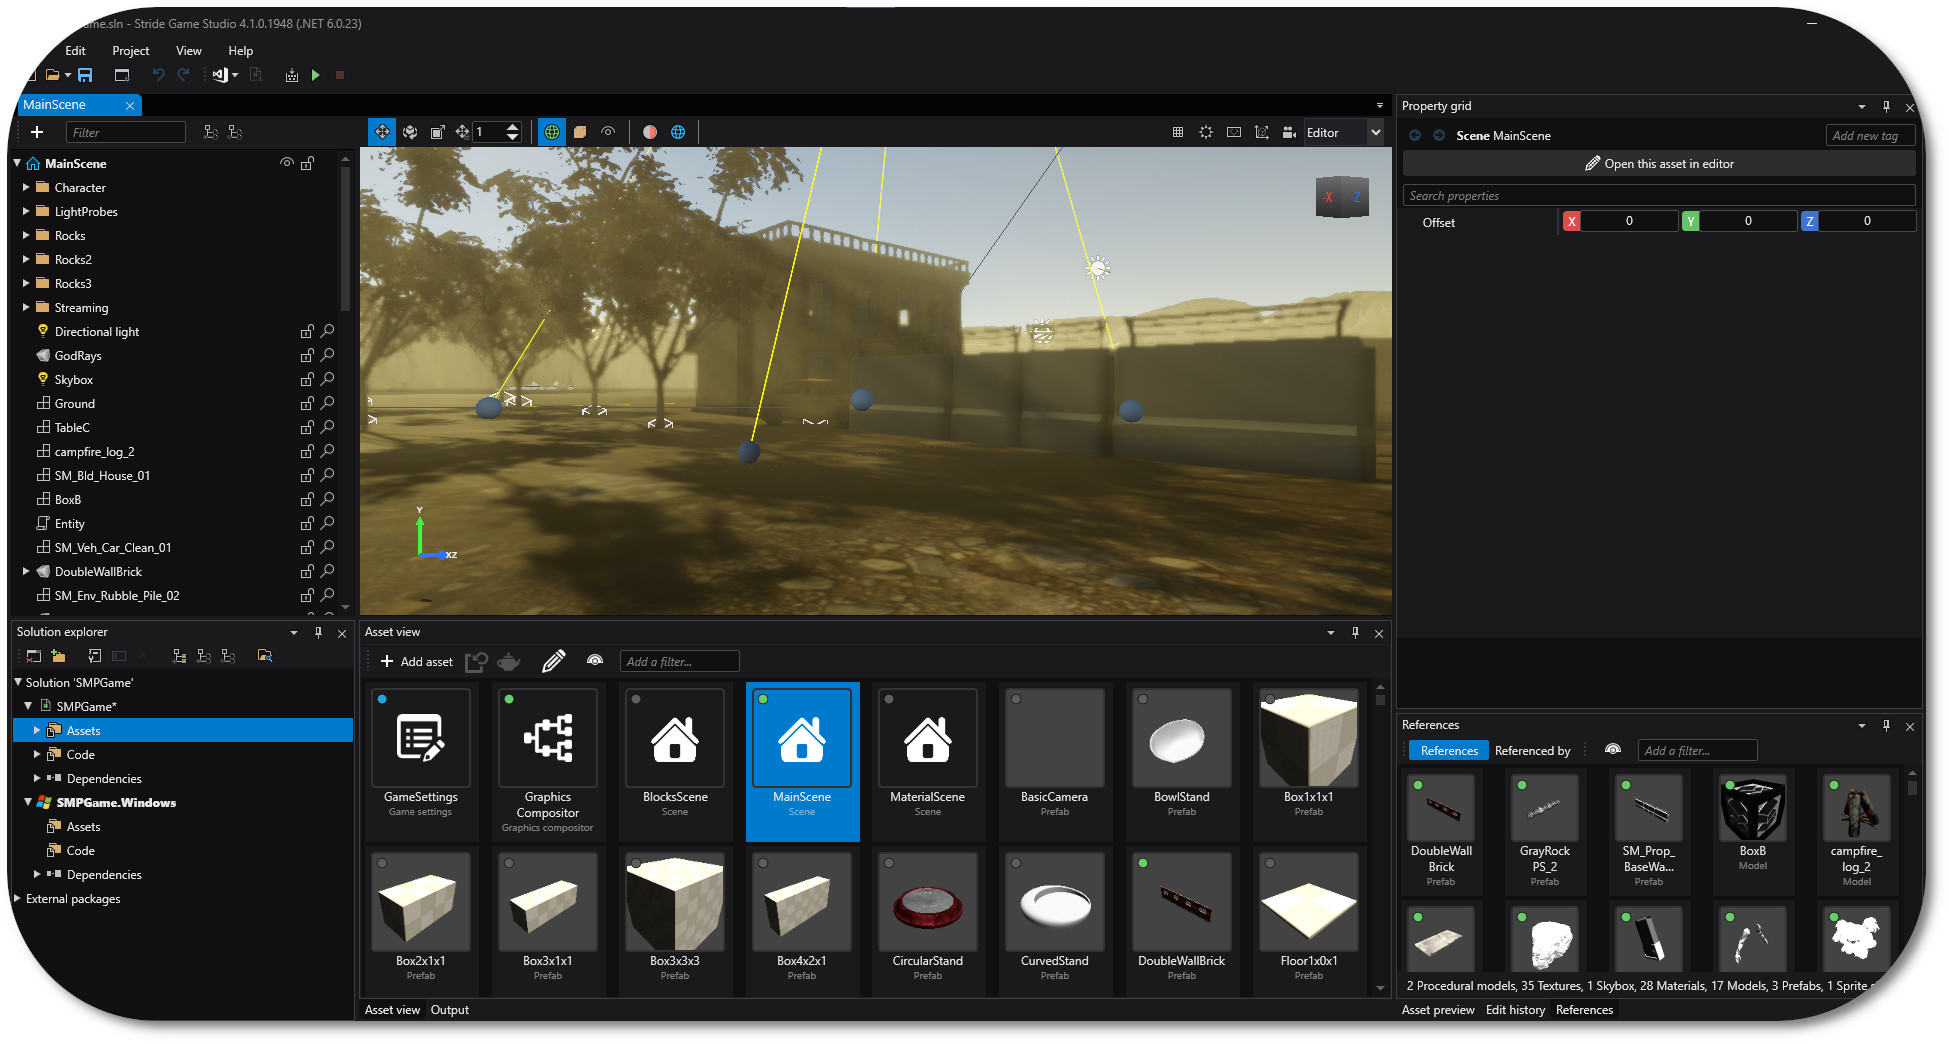 ame.sln - Stride Game Studio 4.1.0.1948 (.NET 6.0.23)
Edit Project View Help
MainScene
Filter
MainScene
Character
LightProbes
Rocks
Rocks2
Rocks3
Streaming
Directional light
GodRays
Skybox
Ground
TableC
campfire_log_2
SM_Bld_House_01
BoxB
Entity
SM_Veh_Car_Clean_01
DoubleWallBrick
SM_Env_Rubble_Pile_02
1
Editor
-X -Z
Y
XZ
Property grid
Scene MainScene
Add new tag
Open this asset in editor
Search properties
Offset X 0 Y 0 Z 0
Solution explorer
Solution 'SMPGame'
SMPGame*
Assets
Code
Dependencies
SMPGame.Windows
Assets
Code
Dependencies
External packages
Asset view
Add asset
Add a filter...
GameSettings
Game settings
Graphics
Compositor
Graphics compositor
BlocksScene
Scene
MainScene
Scene
MaterialScene
Scene
BasicCamera
Prefab
BowlStand
Prefab
Box1x1x1
Prefab
Box2x1x1
Prefab
Box3x1x1
Prefab
Box3x3x3
Prefab
Box4x2x1
Prefab
CircularStand
Prefab
CurvedStand
Prefab
DoubleWallBrick
Prefab
Floor1x0x1
Prefab
Asset view Output
References
References Referenced by
Add a filter...
DoubleWall
Brick
Prefab
GrayRock
PS_2
Prefab
SM_Prop_
BaseWa...
Prefab
BoxB
Model
campfire_
log_2
Model
2 Procedural models, 35 Textures, 1 Skybox, 28 Materials, 17 Models, 3 Prefabs, 1 Sprite
Asset preview Edit history References